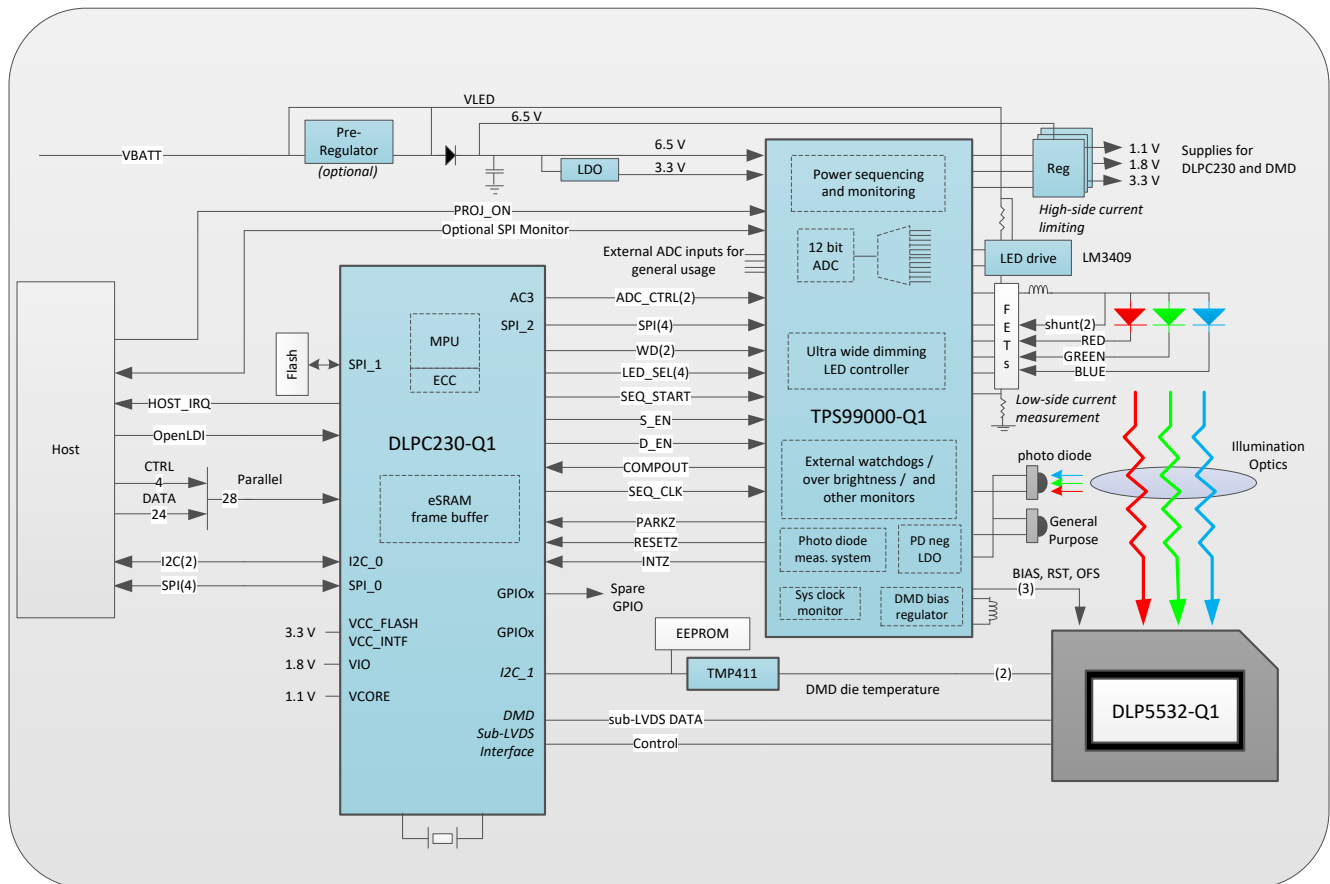 VLED
6.5 V
Pre-
Regulator
(optional)
VBATT
6.5 V
LDO
3.3 V
Power sequencing
and monitoring
Reg
1.1 V
1.8 V
3.3 V
Supplies for
DLPC230 and DMD
PROJ_ON
Optional SPI Monitor
High-side current
limiting
External ADC inputs for
general usage
12 bit
ADC
LED drive
LM3409
AC3
ADC_CTRL(2)
SPI_2
SPI(4)
MPU
ECC
WD(2)
LED_SEL(4)
SEQ_START
S_EN
D_EN
COMPOUT
SEQ_CLK
PARKZ
RESETZ
INTZ
Flash
SPI_1
Ultra wide dimming
LED controller
F
E
T
s
shunt(2)
RED
GREEN
BLUE
Low-side current
measurement
HOST_IRQ
OpenLDI
Host
CTRL
4
DATA
24
Parallel
28
DLPC230-Q1
eSRAM
frame buffer
TPS99000-Q1
External watchdogs /
over brightness / and
other monitors
photo diode
Illumination
Optics
General
Purpose
Photo diode
meas. system
PD neg
LDO
Sys clock
monitor
DMD bias
regulator
BIAS, RST, OFS
(3)
I2C(2)
I2C_0
SPI(4)
SPI_0
GPIOx
Spare
GPIO
3.3 V
VCC_FLASH
VCC_INTF
GPIOx
1.8 V
VIO
EEPROM
I2C_1
TMP411
DMD die temperature
(2)
1.1 V
VCORE
DMD
Sub-LVDS
Interface
sub-LVDS DATA
Control
DLP5532-Q1